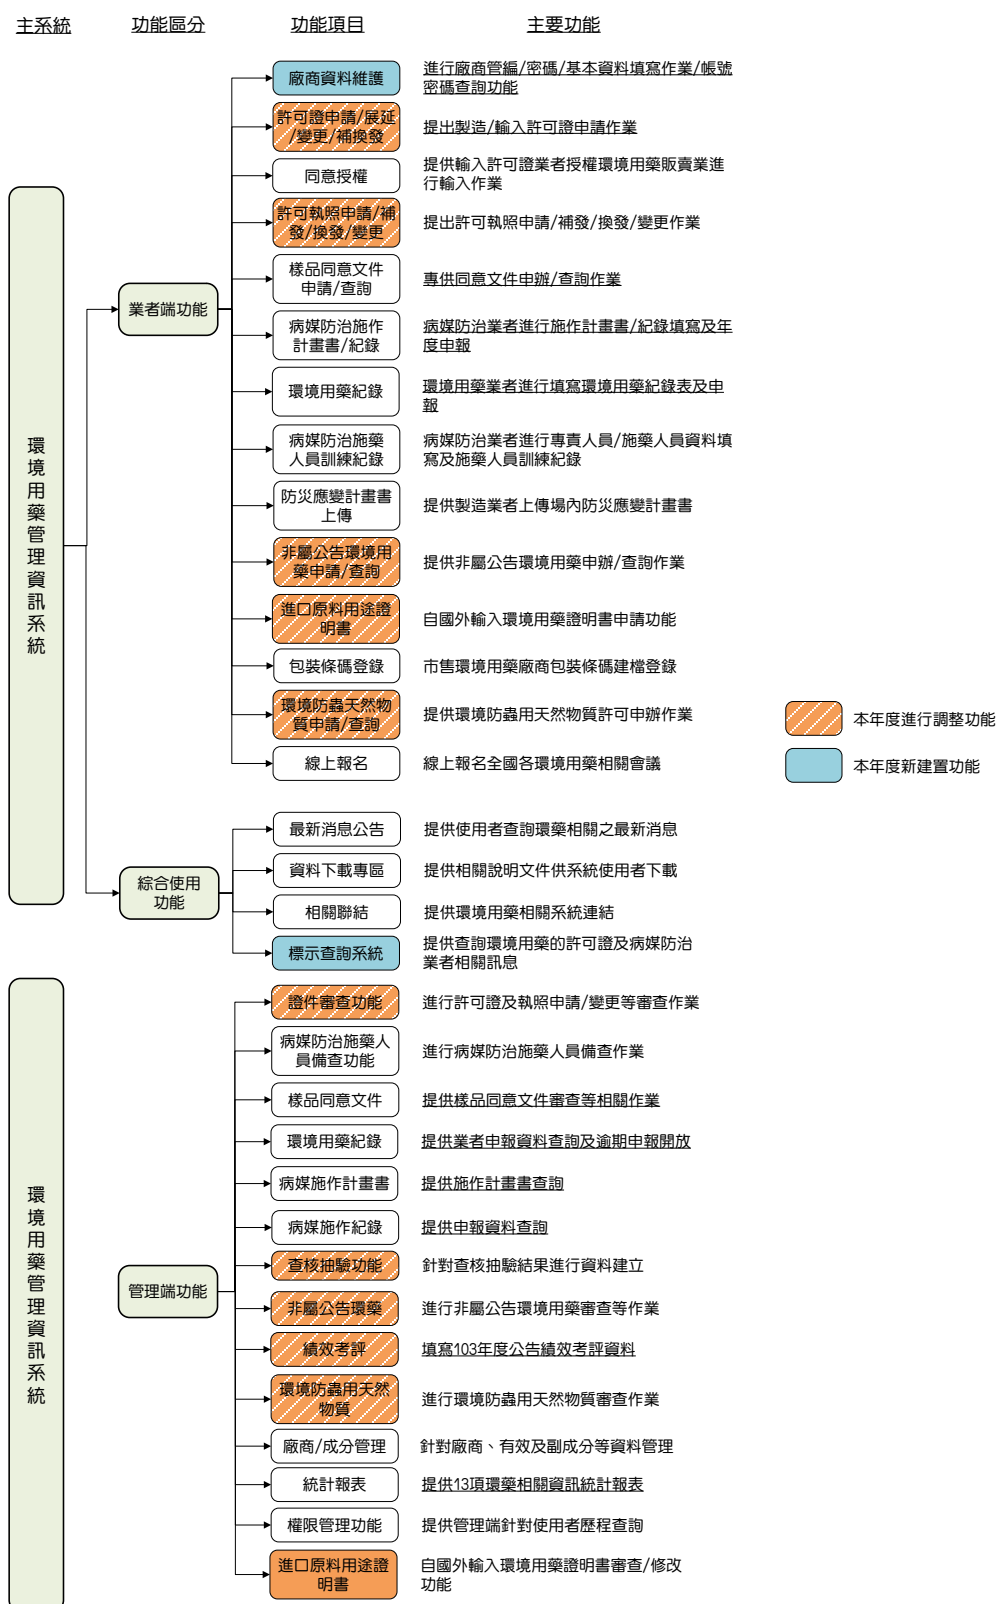 主系統
功能區分
功能項目
主要功能
環境用藥管理資訊系統
業者端功能
廠商資料維護
進行廠商管編/密碼/基本資料填寫作業/帳號
密碼查詢功能
許可證申請/展延
/變更/補換發
提出製造/輸入許可證申請作業
同意授權
提供輸入許可證業者授權環境用藥販賣業進
行輸入作業
許可執照申請/補
發/換發/變更
提出許可執照申請/補發/換發/變更作業
樣品同意文件
申請/查詢
專供同意文件申辦/查詢作業
病媒防治施作
計畫書/紀錄
病媒防治業者進行施作計畫書/紀錄填寫及年
度申報
環境用藥紀錄
環境用藥業者進行填寫環境用藥紀錄表及申
報
病媒防治施藥
人員訓練紀錄
病媒防治業者進行專責人員/施藥人員資料填
寫及施藥人員訓練紀錄
防災應變計畫書
上傳
提供製造業者上傳場內防災應變計畫書
非屬公告環境用
藥申請/查詢
提供非屬公告環境用藥申辦/查詢作業
進口原料用途證
明書
自國外輸入環境用藥證明書申請功能
包裝條碼登錄
市售環境用藥廠商包裝條碼建檔登錄
環境防蟲天然物
質申請/查詢
提供環境防蟲用天然物質許可申辦作業
線上報名
線上報名全國各環境用藥相關會議
本年度進行調整功能
本年度新建置功能
綜合使用
功能
最新消息公告
提供使用者查詢環藥相關之最新消息
資料下載專區
提供相關說明文件供系統使用者下載
相關聯結
提供環境用藥相關系統連結
標示查詢系統
提供查詢環境用藥的許可證及病媒防治
業者相關訊息
環境用藥管理資訊系統
管理端功能
證件審查功能
進行許可證及執照申請/變更等審查作業
病媒防治施藥人
員備查功能
進行病媒防治施藥人員備查作業
樣品同意文件
提供樣品同意文件審查等相關作業
環境用藥紀錄
提供業者申報資料查詢及逾期申報開放
病媒施作計畫書
提供施作計畫書查詢
病媒施作紀錄
提供申報資料查詢
查核抽驗功能
針對查核抽驗結果進行資料建立
非屬公告環藥
進行非屬公告環境用藥審查等作業
績效考評
填寫103年度公告績效考評資料
環境防蟲用天然
物質
進行環境防蟲用天然物質審查作業
廠商/成分管理
針對廠商、有效及副成分等資料管理
統計報表
提供13項環藥相關資訊統計報表
權限管理功能
提供管理端針對使用者歷程查詢
進口原料用途證
明書
自國外輸入環境用藥證明書審查/修改
功能